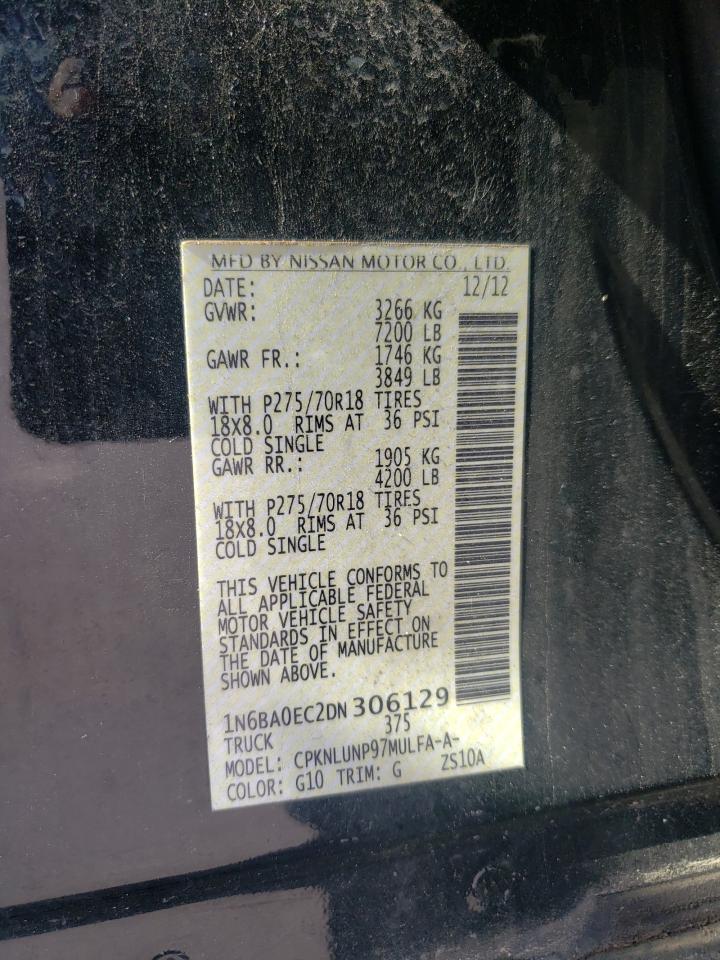 MFD BY NISSAN MOTOR CO., LTD.
DATE: 12/12
GVWR: 3266 KG
7200 LB
GAWR FR.: 1746 KG
3849 LB
WITH P275/70R18 TIRES
18X8.0 RIMS AT 36 PSI
COLD SINGLE
GAWR RR.: 1905 KG
4200 LB
WITH P275/70R18 TIRES
18X8.0 RIMS AT 36 PSI
COLD SINGLE
THIS VEHICLE CONFORMS TO
ALL APPLICABLE FEDERAL
MOTOR VEHICLE SAFETY
STANDARDS IN EFFECT ON
THE DATE OF MANUFACTURE
SHOWN ABOVE.
1N6BA0EC2DN306129
TRUCK 375
MODEL: CPKNLUNP97MULFA-A-
COLOR: G10 TRIM: G ZS10A